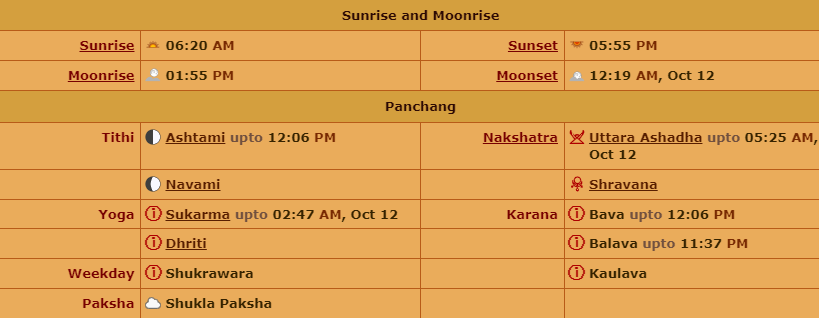 Sunrise and Moonrise
Sunrise 06:20 AM Sunset 05:55 PM
Moonrise 01:55 PM Moonset 12:19 AM, Oct 12
Panchang
Tithi Ashtami upto 12:06 PM Nakshatra Uttara Ashadha upto 05:25 AM,
Oct 12
Navami Shravana
Yoga Sukarma upto 02:47 AM, Oct 12 Karana Bava upto 12:06 PM
Dhriti Balava upto 11:37 PM
Weekday Shukrawara Kaulava
Paksha Shukla Paksha